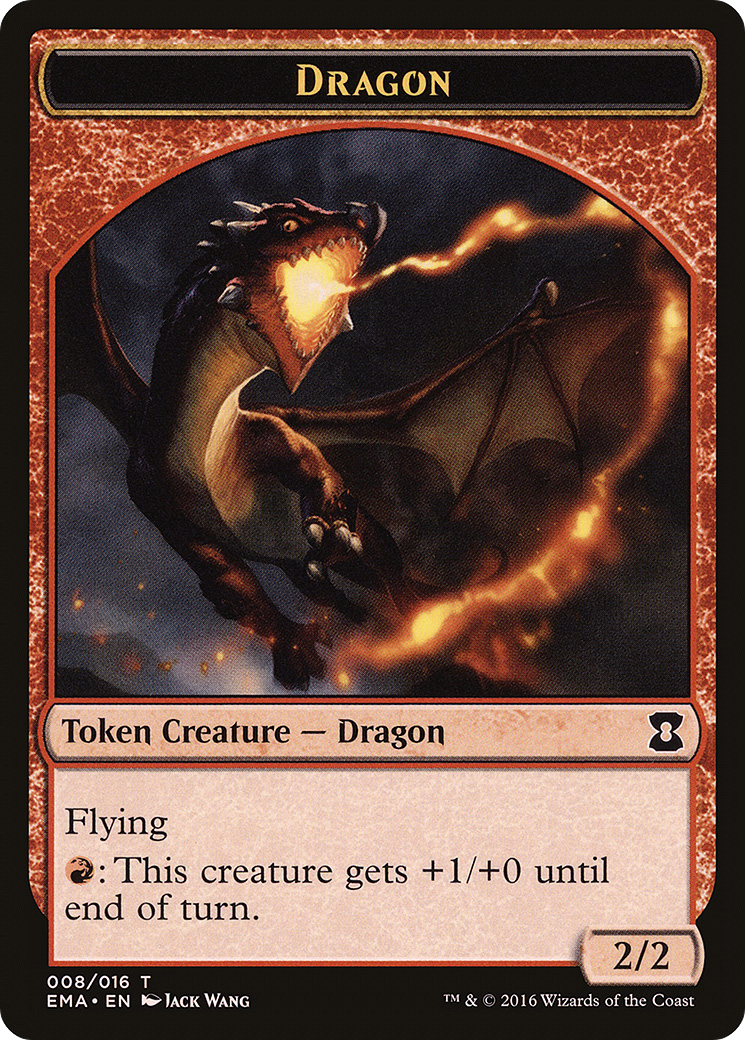 Dragon
Token Creature — Dragon
Flying
: This creature gets +1/+0 until
end of turn.
2/2
008/016 T
EMA • EN Jack Wang
™ & © 2016 Wizards of the Coast